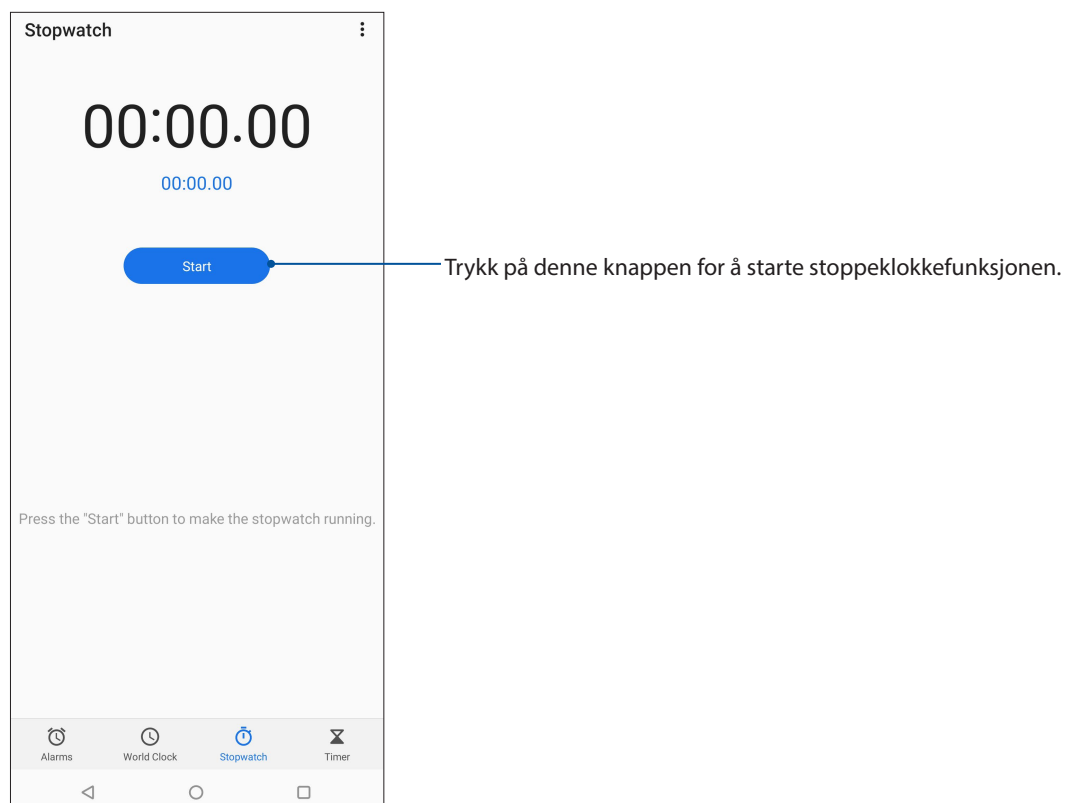 Stopwatch
00:00.00
00:00.00
Start
Trykk på denne knappen for å starte stoppeklokkefunksjonen.
Press the "Start" button to make the stopwatch running.
Alarms World Clock Stopwatch Timer